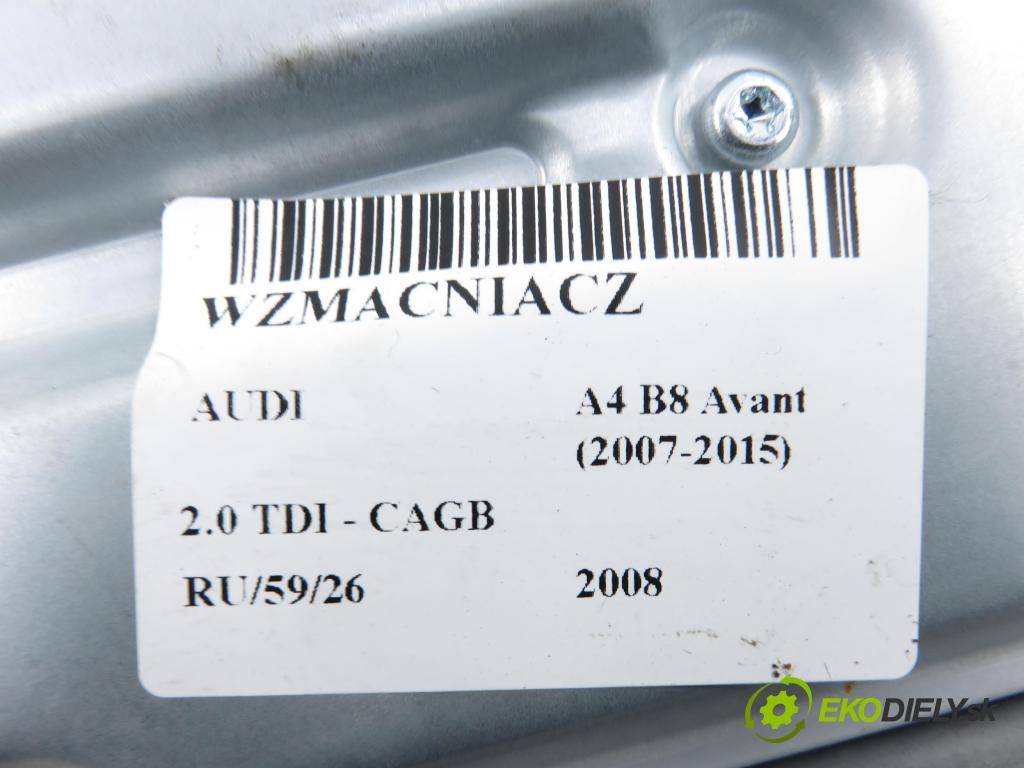 WZMACNIACZ
AUDI
A4 B8 Avant
(2007-2015)
2.0 TDI - CAGB
RU/59/26
2008
EKODIELY.sk